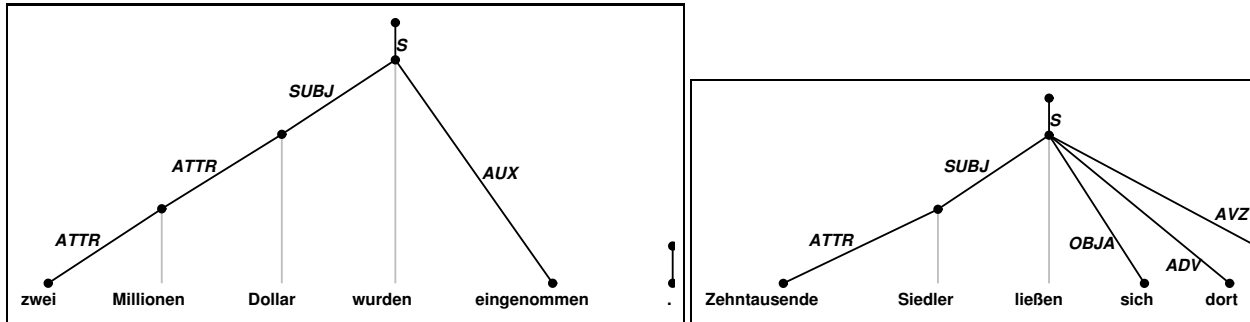 S
SUBJ
ATTR
AUX
ATTR
zwei Millionen Dollar wurden eingenommen .
S
SUBJ
AVZ
ATTR
OBJA
ADV
Zehntausende Siedler ließen sich dort